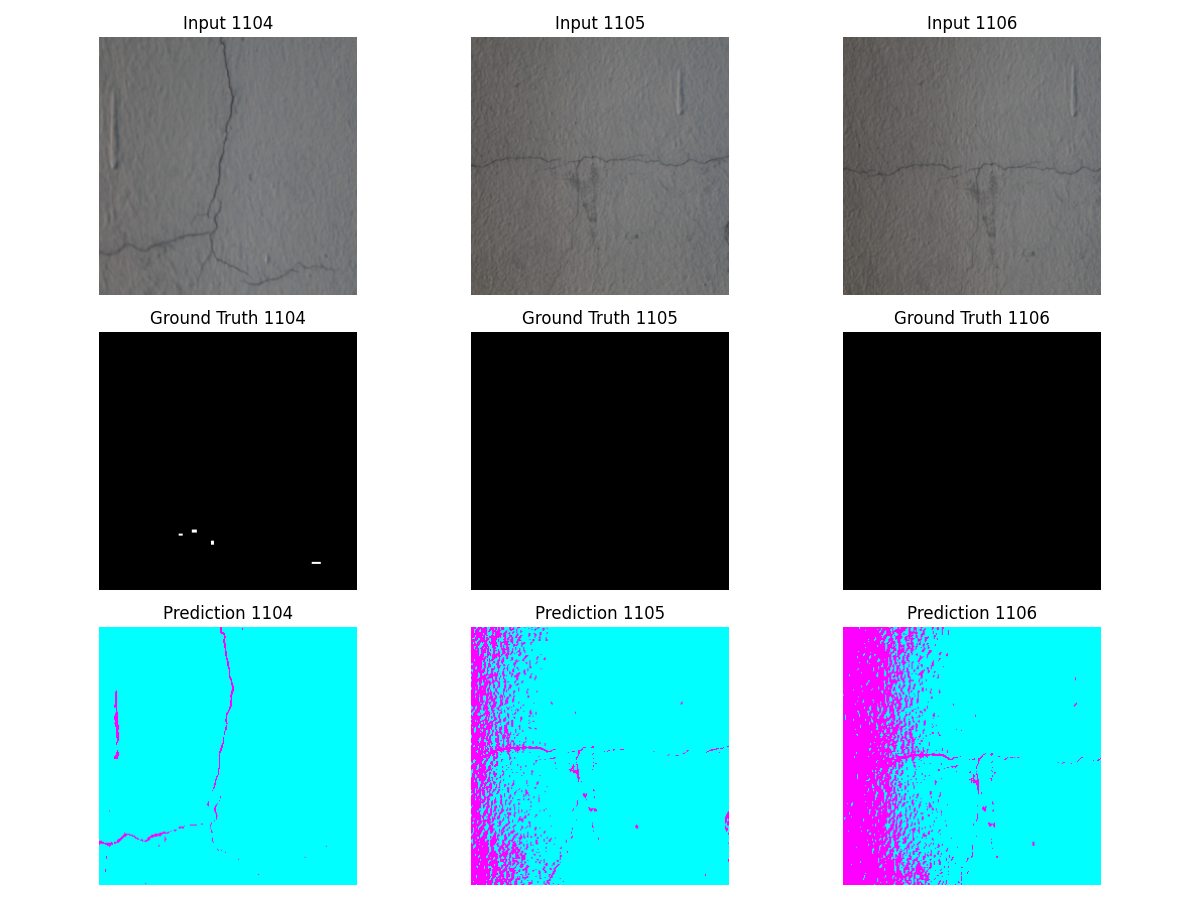 Input 1104
Input 1105
Input 1106
Ground Truth 1104
Ground Truth 1105
Ground Truth 1106
Prediction 1104
Prediction 1105
Prediction 1106